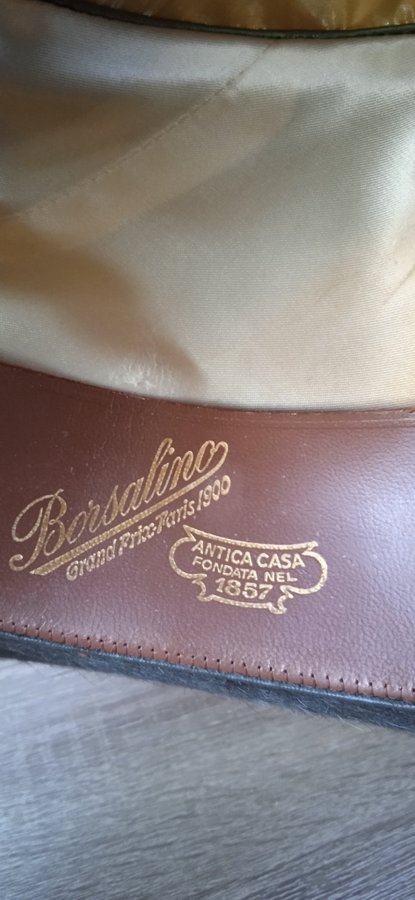 Borsalino
Grand Prix-Paris 1900
ANTICA CASA
FONDATA NEL
1857